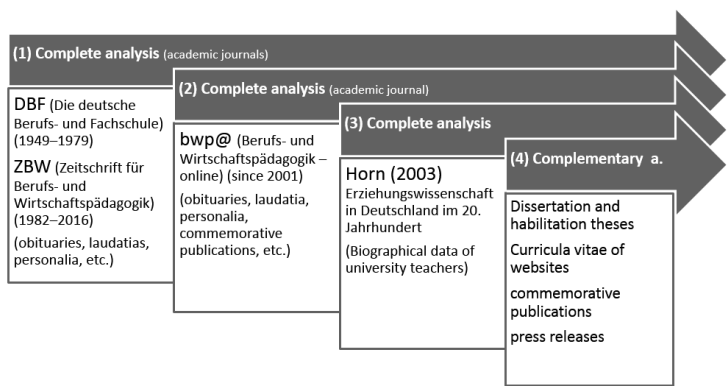 (1) Complete analysis (academic journals)
DBF (Die deutsche
Berufs- und Fachschule)
(1949–1979)
ZBW (Zeitschrift für
Berufs- und
Wirtschaftspädagogik)
(1982–2016)
(obituaries, laudatias,
personalia, etc.)
(2) Complete analysis (academic journal)
bwp@ (Berufs- und
Wirtschaftspädagogik –
online) (since 2001)
(obituaries, laudatia,
personalia,
commemorative
publications, etc.)
(3) Complete analysis
Horn (2003)
Erziehungswissenschaft
in Deutschland im 20.
Jahrhundert
(Biographical data of
university teachers)
(4) Complementary a.
Dissertation and
habilitation theses
Curricula vitae of
websites
commemorative
publications
press releases